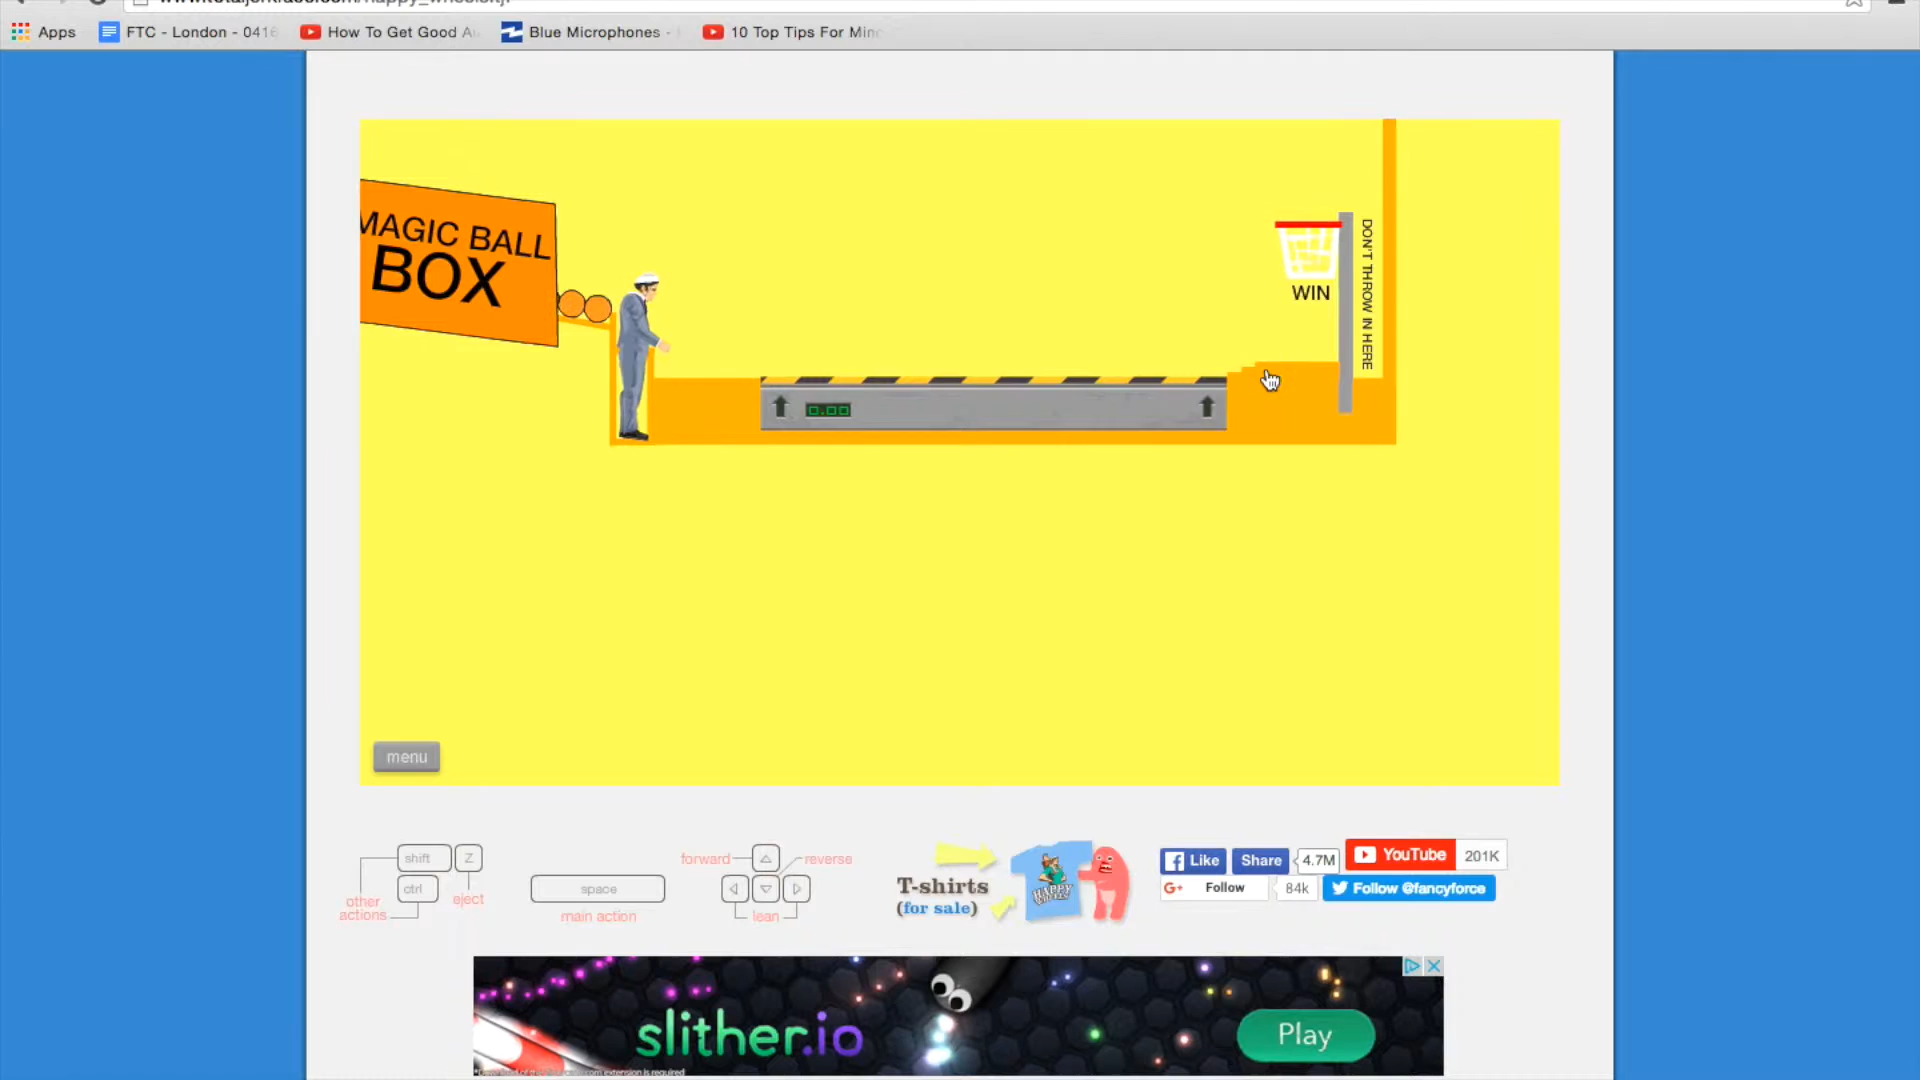 Apps
FTC - London - 0416
How To Get Good A
Blue Microphones -
10 Top Tips For Min
MAGIC BALL
BOX
WIN
DON'T THROW IN HERE
0.00
menu
shift
Z
ctrl
other
actions
eject
space
main action
forward
reverse
lean
T-shirts
(for sale)
HAPPY
Like
Share
4.7M
YouTube
201K
G+ Follow
84k
Follow @fancyforce
slither.io
Play